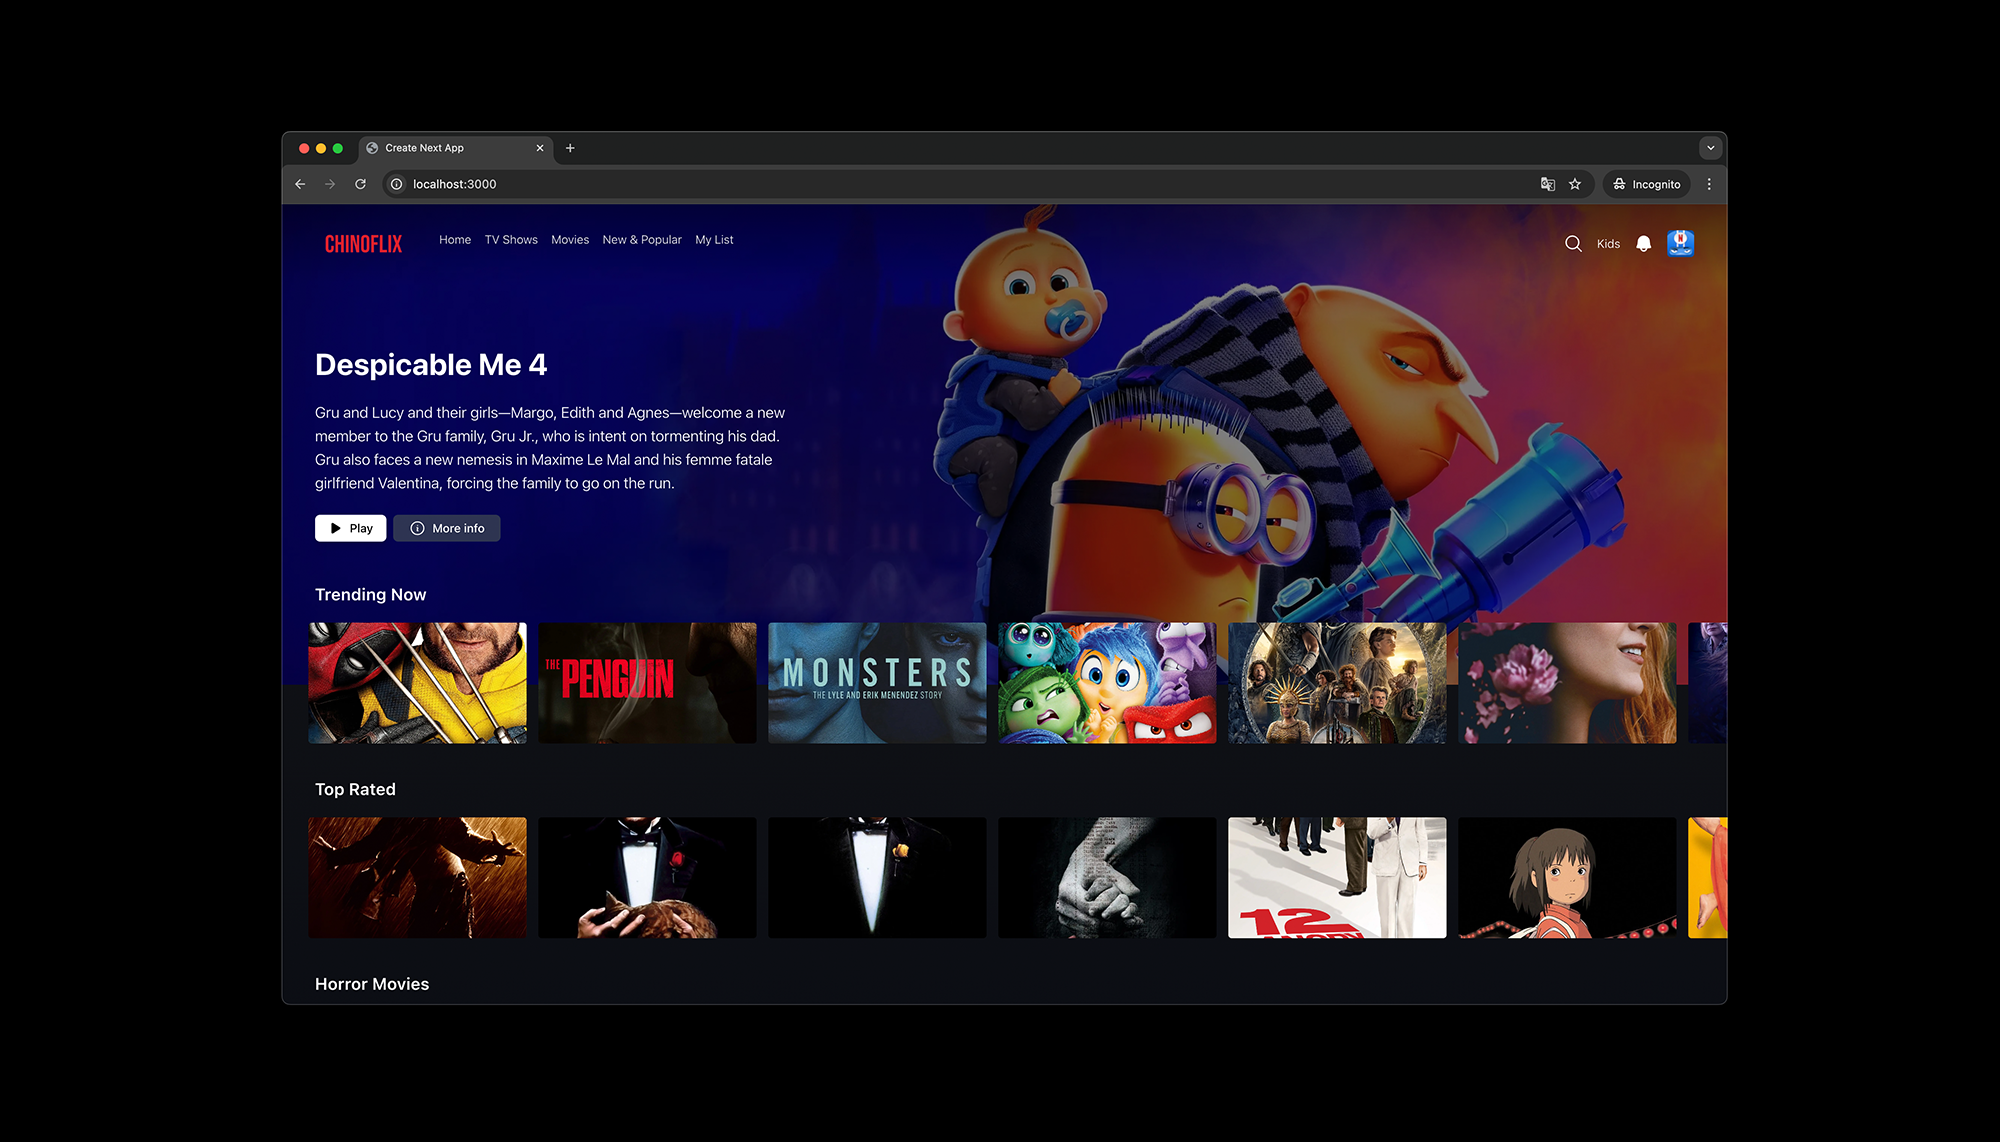 Create Next App
localhost:3000
Incognito
CHINOFLIX
Home TV Shows Movies New & Popular My List
Kids
Despicable Me 4
Gru and Lucy and their girls—Margo, Edith and Agnes—welcome a new
member to the Gru family, Gru Jr., who is intent on tormenting his dad.
Gru also faces a new nemesis in Maxime Le Mal and his femme fatale
girlfriend Valentina, forcing the family to go on the run.
Play More info
Trending Now
THE PENGUIN
MONSTERS
THE LYLE AND ERIK MENENDEZ STORY
Top Rated
12
Horror Movies